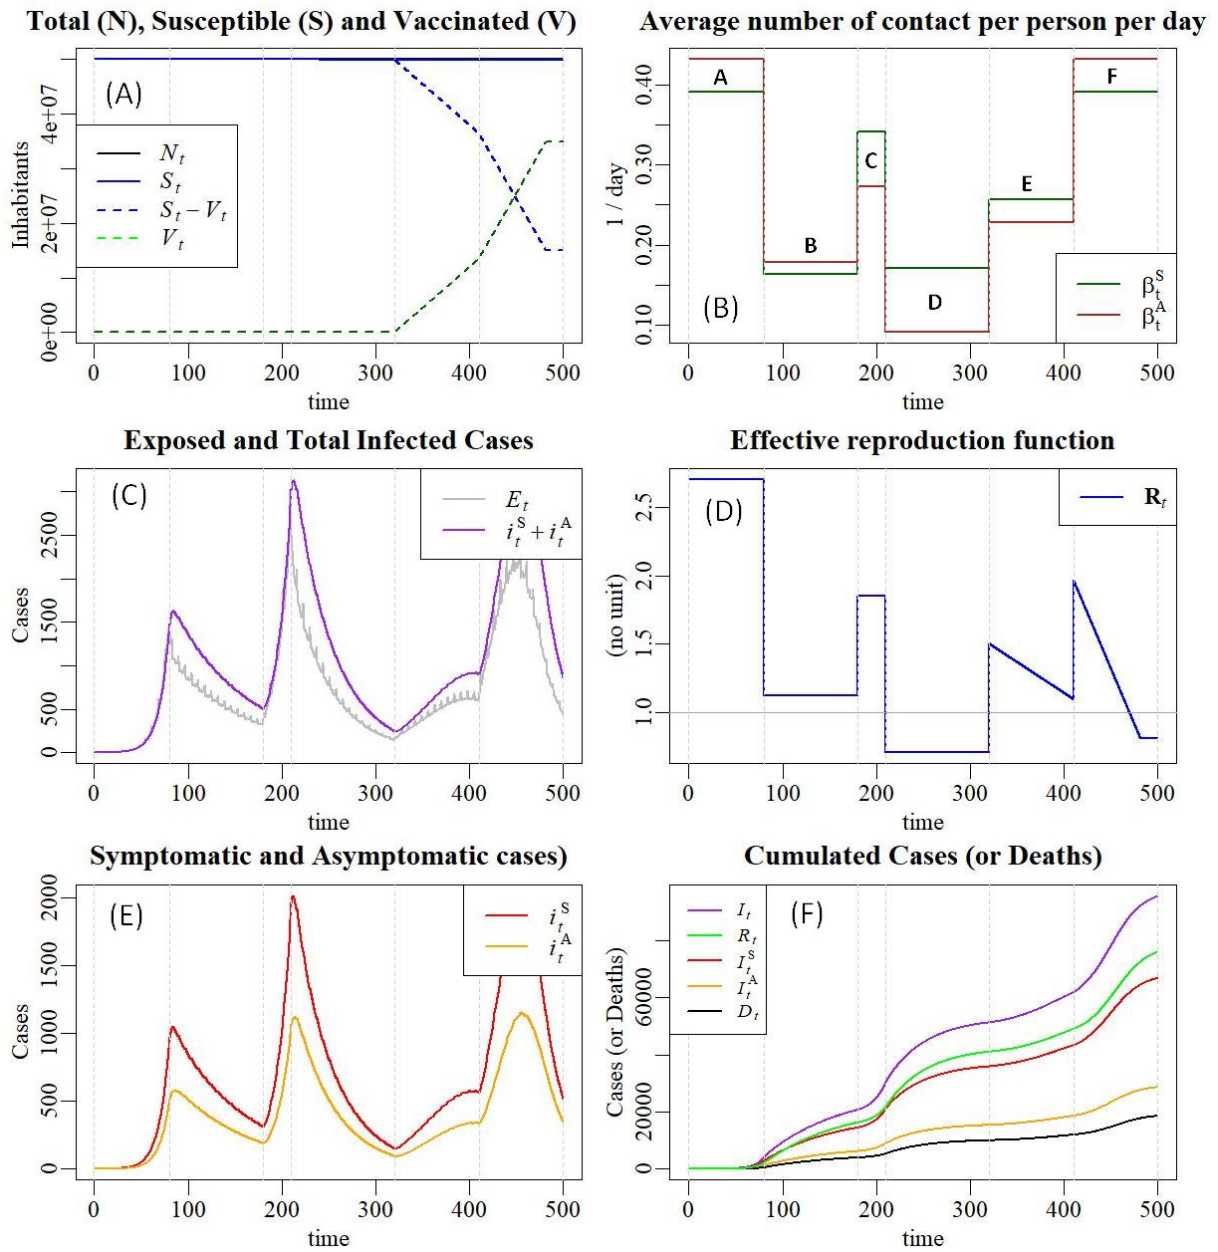 Total (N), Susceptible (S) and Vaccinated (V)
(A)
Inhabitants
0e+00
2e+07
4e+07
N_t
S_t
S_t − V_t
V_t
0 100 200 300 400 500
time
Average number of contact per person per day
1 / day
0.10
0.20
0.30
0.40
A
B
C
D
E
F
(B)
β_t^S
β_t^A
0 100 200 300 400 500
time
Exposed and Total Infected Cases
(C)
Cases
0
500
1500
2500
E_t
i_t^S + i_t^A
0 100 200 300 400 500
time
Effective reproduction function
(D)
(no unit)
1.0
1.5
2.0
2.5
R_t
0 100 200 300 400 500
time
Symptomatic and Asymptomatic cases)
(E)
Cases
0
500
1000
1500
2000
i_t^S
i_t^A
0 100 200 300 400 500
time
Cumulated Cases (or Deaths)
(F)
Cases (or Deaths)
0
20000
60000
I_t
R_t
I_t^S
I_t^A
D_t
0 100 200 300 400 500
time